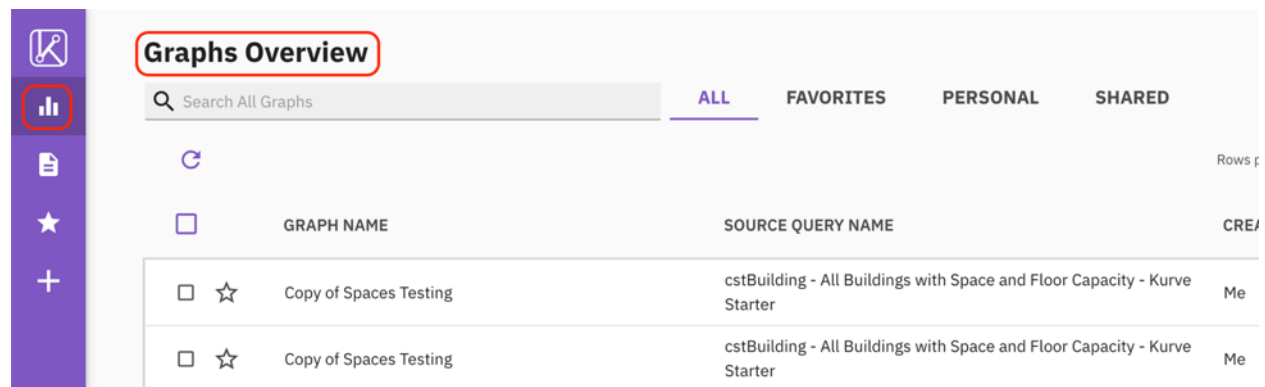 Graphs Overview
Search All Graphs
ALL FAVORITES PERSONAL SHARED
Rows
GRAPH NAME SOURCE QUERY NAME
Copy of Spaces Testing cstBuilding - All Buildings with Space and Floor Capacity - Kurve Me
Starter
Copy of Spaces Testing cstBuilding - All Buildings with Space and Floor Capacity - Kurve Me
Starter